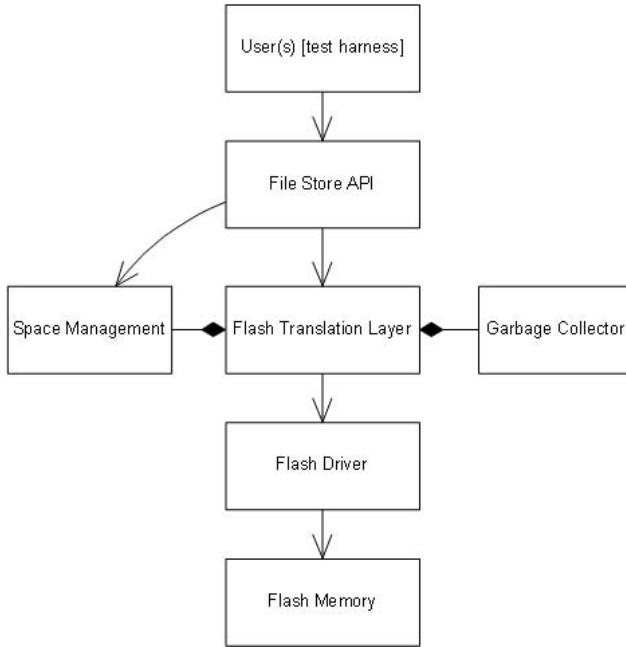 User(s) [test harness]
File Store API
Space Management
Flash Translation Layer
Garbage Collector
Flash Driver
Flash Memory